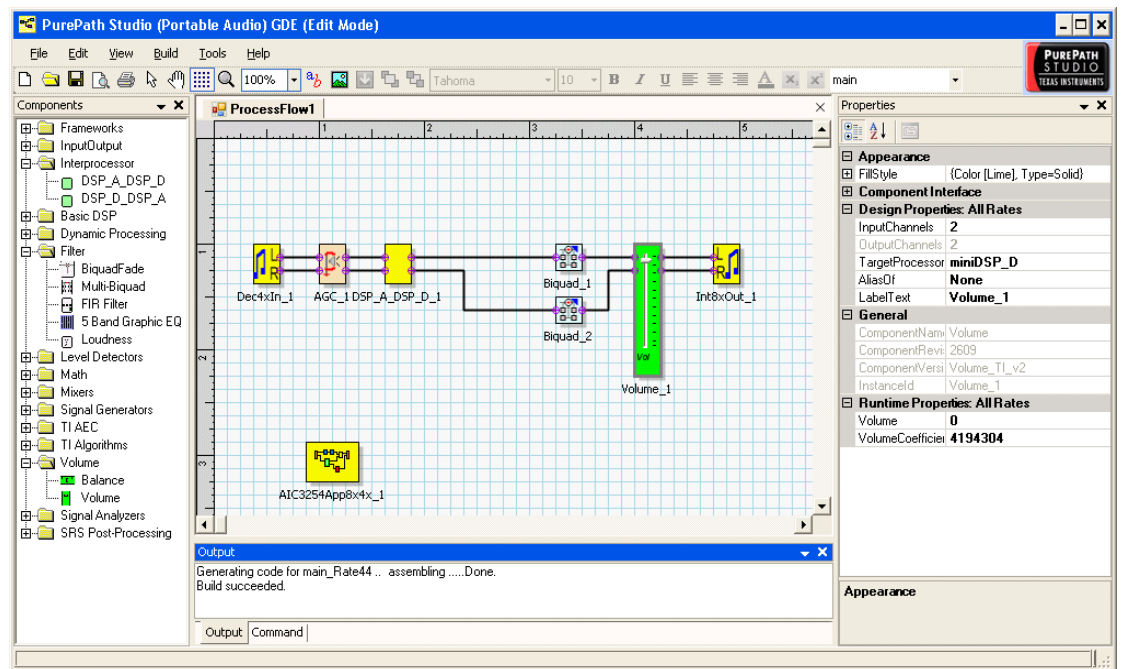 PurePath Studio (Portable Audio) GDE (Edit Mode)
File Edit View Build Tools Help
PUREPATH
STUDIO
TEXAS INSTRUMENTS
100% ab Tahoma 10 B I U A x, x² main
Components
Frameworks
InputOutput
Interprocessor
DSP_A_DSP_D
DSP_D_DSP_A
Basic DSP
Dynamic Processing
Filter
BiquadFade
Multi-Biquad
FIR Filter
5 Band Graphic EQ
Loudness
Level Detectors
Math
Mixers
Signal Generators
TI AEC
TI Algorithms
Volume
Balance
Volume
Signal Analyzers
SRS Post-Processing
ProcessFlow1
1 2 3 4 5
1
L
R
Dec4xIn_1
AGC_1
DSP_A_DSP_D_1
Biquad_1
Biquad_2
Vol
Volume_1
L
R
Int8xOut_1
2
3
AIC3254App8x4x_1
Output
Generating code for main_Rate44 .. assembling .....Done.
Build succeeded.
Output Command
Properties
Appearance
FillStyle {Color [Lime], Type=Solid}
Component Interface
Design Properties: All Rates
InputChannels 2
OutputChannels 2
TargetProcessor miniDSP_D
AliasOf None
LabelText Volume_1
General
ComponentNam Volume
ComponentRevi 2609
ComponentVersi Volume_TI_v2
InstanceId Volume_1
Runtime Properties: All Rates
Volume 0
VolumeCoefficier 4194304
Appearance